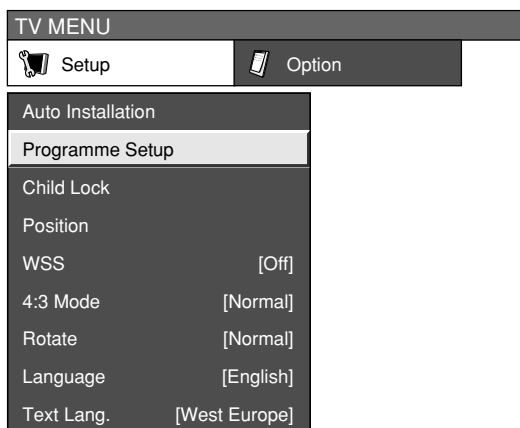 TV MENU
Setup Option
Auto Installation
Programme Setup
Child Lock
Position
WSS [Off]
4:3 Mode [Normal]
Rotate [Normal]
Language [English]
Text Lang. [West Europe]